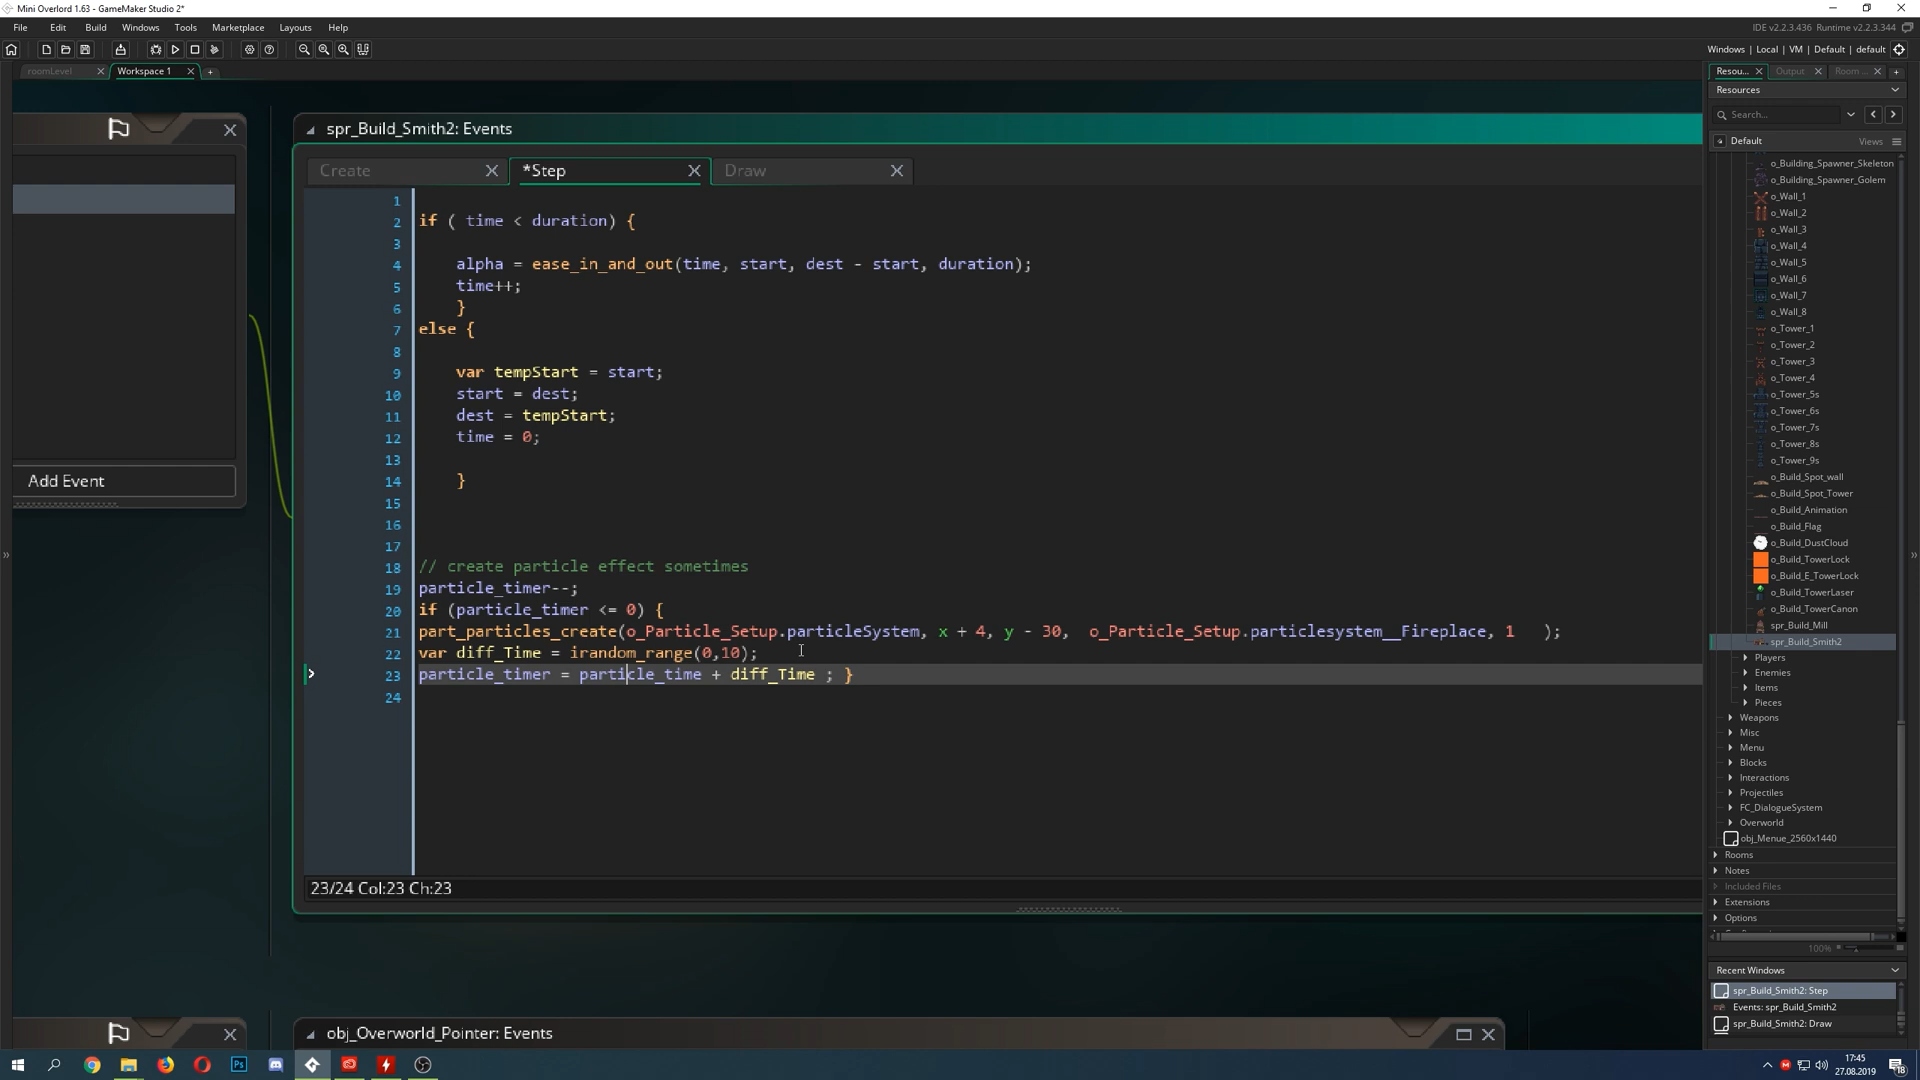 Mini Overlord 1.63 - GameMaker Studio 2*
File Edit Build Windows Tools Marketplace Layouts Help
IDE v2.2.3.436 Runtime v2.2.3.344
Windows | Local | VM | Default | default
roomLevel Workspace 1
Add Event
spr_Build_Smith2: Events
Create *Step Draw
1
2 if ( time < duration) {
3
4 alpha = ease_in_and_out(time, start, dest - start, duration);
5 time++;
6 }
7 else {
8
9 var tempStart = start;
10 start = dest;
11 dest = tempStart;
12 time = 0;
13
14 }
15
16
17
18 // create particle effect sometimes
19 particle_timer--;
20 if (particle_timer <= 0) {
21 part_particles_create(o_Particle_Setup.particleSystem, x + 4, y - 30, o_Particle_Setup.particlesystem__Fireplace, 1 );
22 var diff_Time = irandom_range(0,10);
23 particle_timer = particle_time + diff_Time ; }
24
23/24 Col:23 Ch:23
obj_Overworld_Pointer: Events
Resou... Output Room ...
Resources
Search...
Default Views
o_Building_Spawner_Skeleton
o_Building_Spawner_Golem
o_Wall_1
o_Wall_2
o_Wall_3
o_Wall_4
o_Wall_5
o_Wall_6
o_Wall_7
o_Wall_8
o_Tower_1
o_Tower_2
o_Tower_3
o_Tower_4
o_Tower_5s
o_Tower_6s
o_Tower_7s
o_Tower_8s
o_Tower_9s
o_Build_Spot_wall
o_Build_Spot_Tower
o_Build_Animation
o_Build_Flag
o_Build_DustCloud
o_Build_TowerLock
o_Build_E_TowerLock
o_Build_TowerLaser
o_Build_TowerCanon
spr_Build_Mill
spr_Build_Smith2
Players
Enemies
Items
Pieces
Weapons
Misc
Menu
Blocks
Interactions
Projectiles
FC_DialogueSystem
Overworld
obj_Menue_2560x1440
Rooms
Notes
Included Files
Extensions
Options
100%
Recent Windows
spr_Build_Smith2: Step
Events: spr_Build_Smith2
spr_Build_Smith2: Draw
17:45
27.08.2019